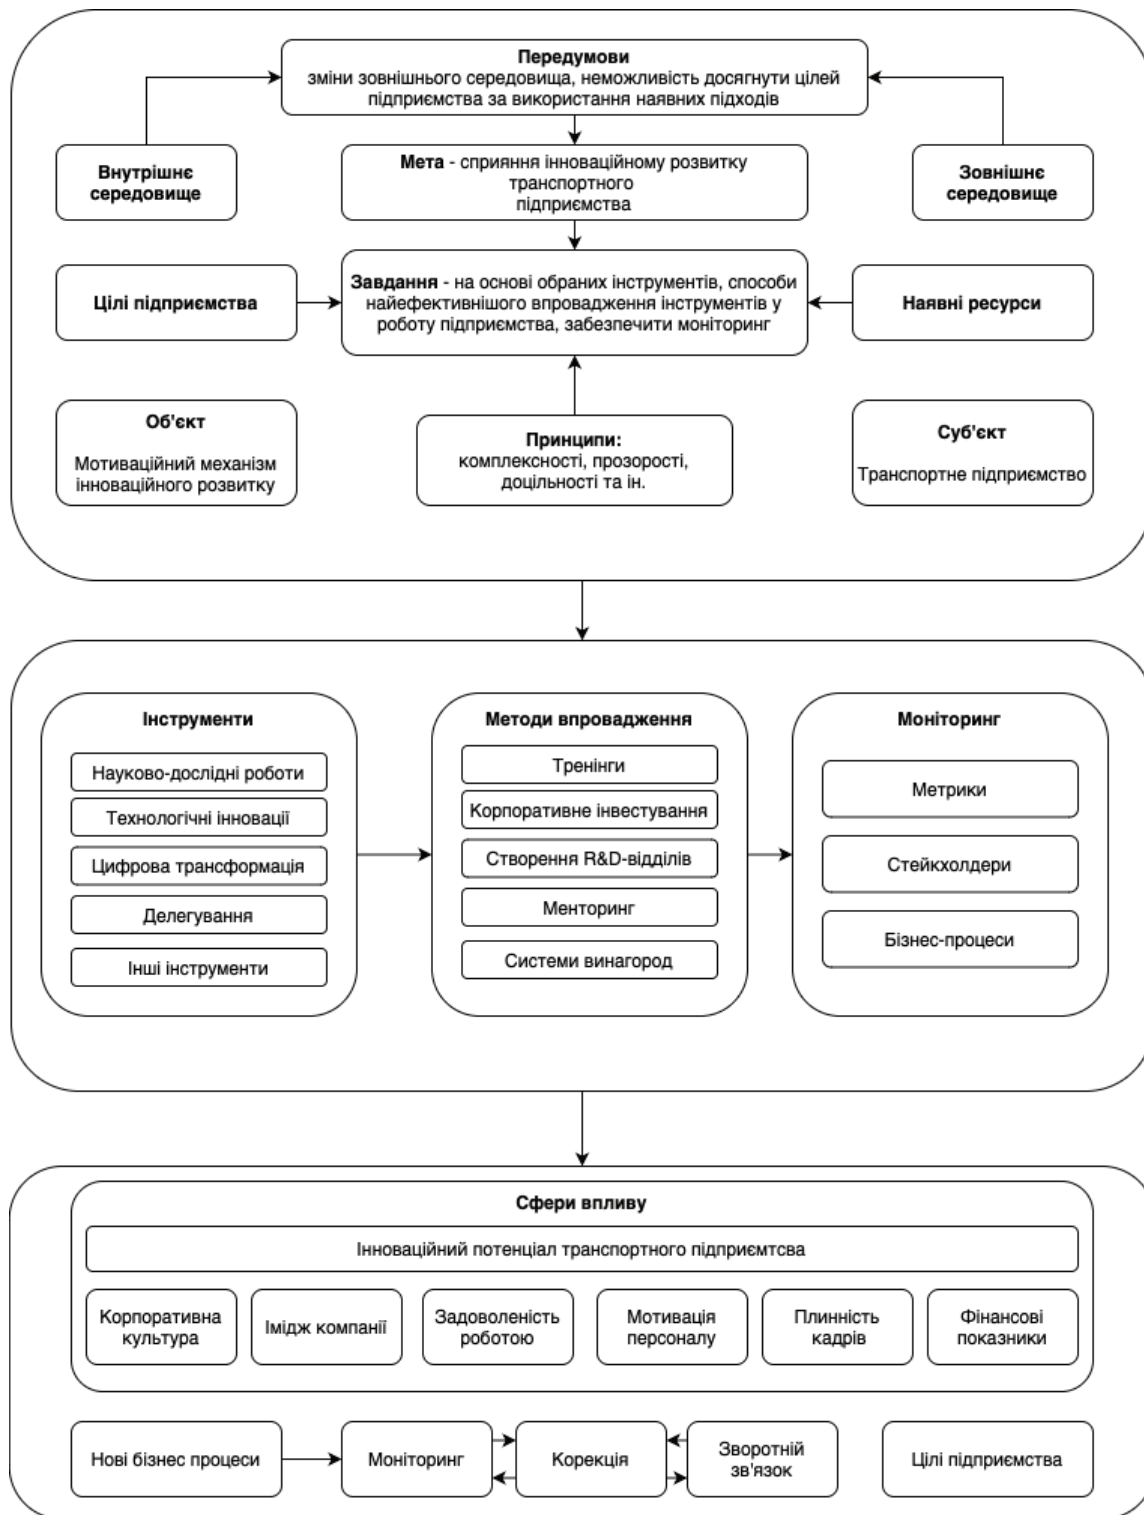 Передумови
зміни зовнішнього середовища, неможливість досягнути цілей
підприємства за використання наявних підходів
Внутрішнє
середовище
Мета - сприяння інноваційному розвитку
транспортного
підприємства
Зовнішнє
середовище
Цілі підприємства
Завдання - на основі обраних інструментів, способи
найефективнішого впровадження інструментів у
роботу підприємства, забезпечити моніторинг
Наявні ресурси
Об'єкт
Мотиваційний механізм
інноваційного розвитку
Принципи:
комплексності, прозорості,
доцільності та ін.
Суб'єкт
Транспортне підприємство
Інструменти
Науково-дослідні роботи
Технологічні інновації
Цифрова трансформація
Делегування
Інші інструменти
Методи впровадження
Тренінги
Корпоративне інвестування
Створення R&D-відділів
Менторинг
Системи винагород
Моніторинг
Метрики
Стейкхолдери
Бізнес-процеси
Сфери впливу
Інноваційний потенціал транспортного підприємтсва
Корпоративна
культура
Імідж компанії
Задоволеність
роботою
Мотивація
персоналу
Плинність
кадрів
Фінансові
показники
Нові бізнес процеси
Моніторинг
Корекція
Зворотній
зв'язок
Цілі підприємства